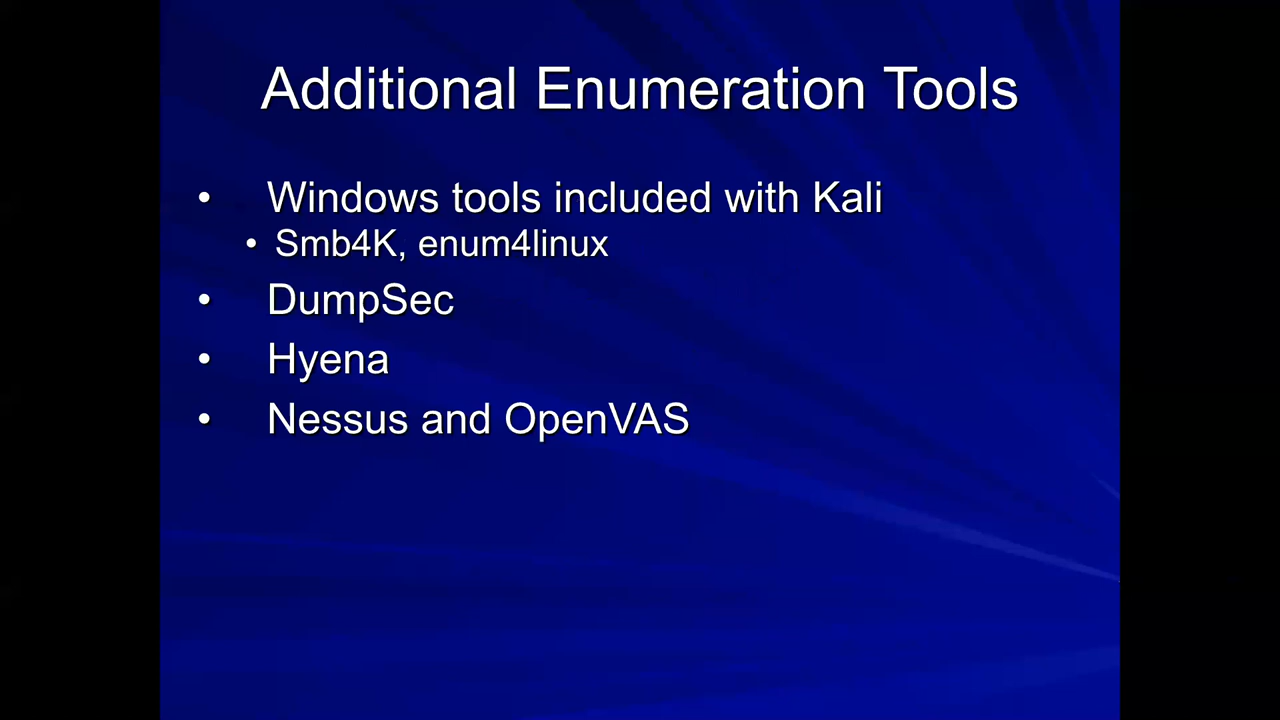 Additional Enumeration Tools
• Windows tools included with Kali
• Smb4K, enum4linux
• DumpSec
• Hyena
• Nessus and OpenVAS